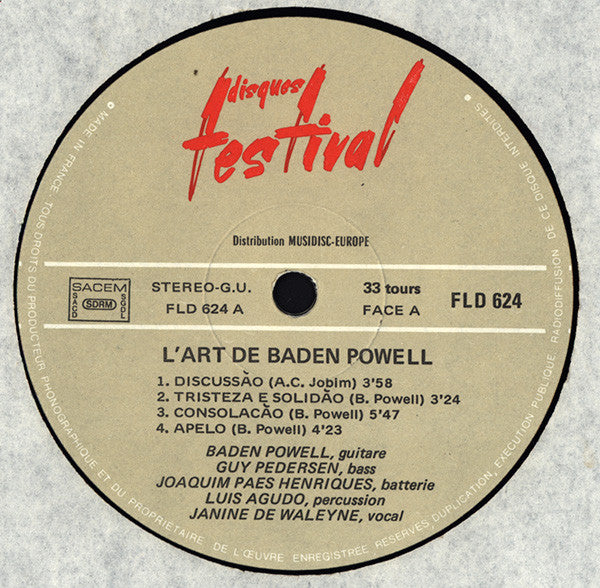 disques
festival
Distribution MUSIDISC-EUROPE
SACEM
SACD SDRM SGDL
STEREO-G.U.
FLD 624 A
33 tours
FACE A
FLD 624
L'ART DE BADEN POWELL
1. DISCUSSÃO (A.C. Jobim) 3'58
2. TRISTEZA E SOLIDÃO (B. Powell) 3'24
3. CONSOLAÇÃO (B. Powell) 5'47
4. APELO (B. Powell) 4'23
BADEN POWELL, guitare
GUY PEDERSEN, bass
JOAQUIM PAES HENRIQUES, batterie
LUIS AGUDO, percussion
JANINE DE WALEYNE, vocal
MADE IN FRANCE. TOUS DROITS DU PRODUCTEUR PHONOGRAPHIQUE ET DU PROPRIETAIRE DE L'ŒUVRE ENREGISTRÉE RESERVES, DUPLICATION, EXECUTION PUBLIQUE RADIODIFFUSION DE CE DISQUE INTERDITES